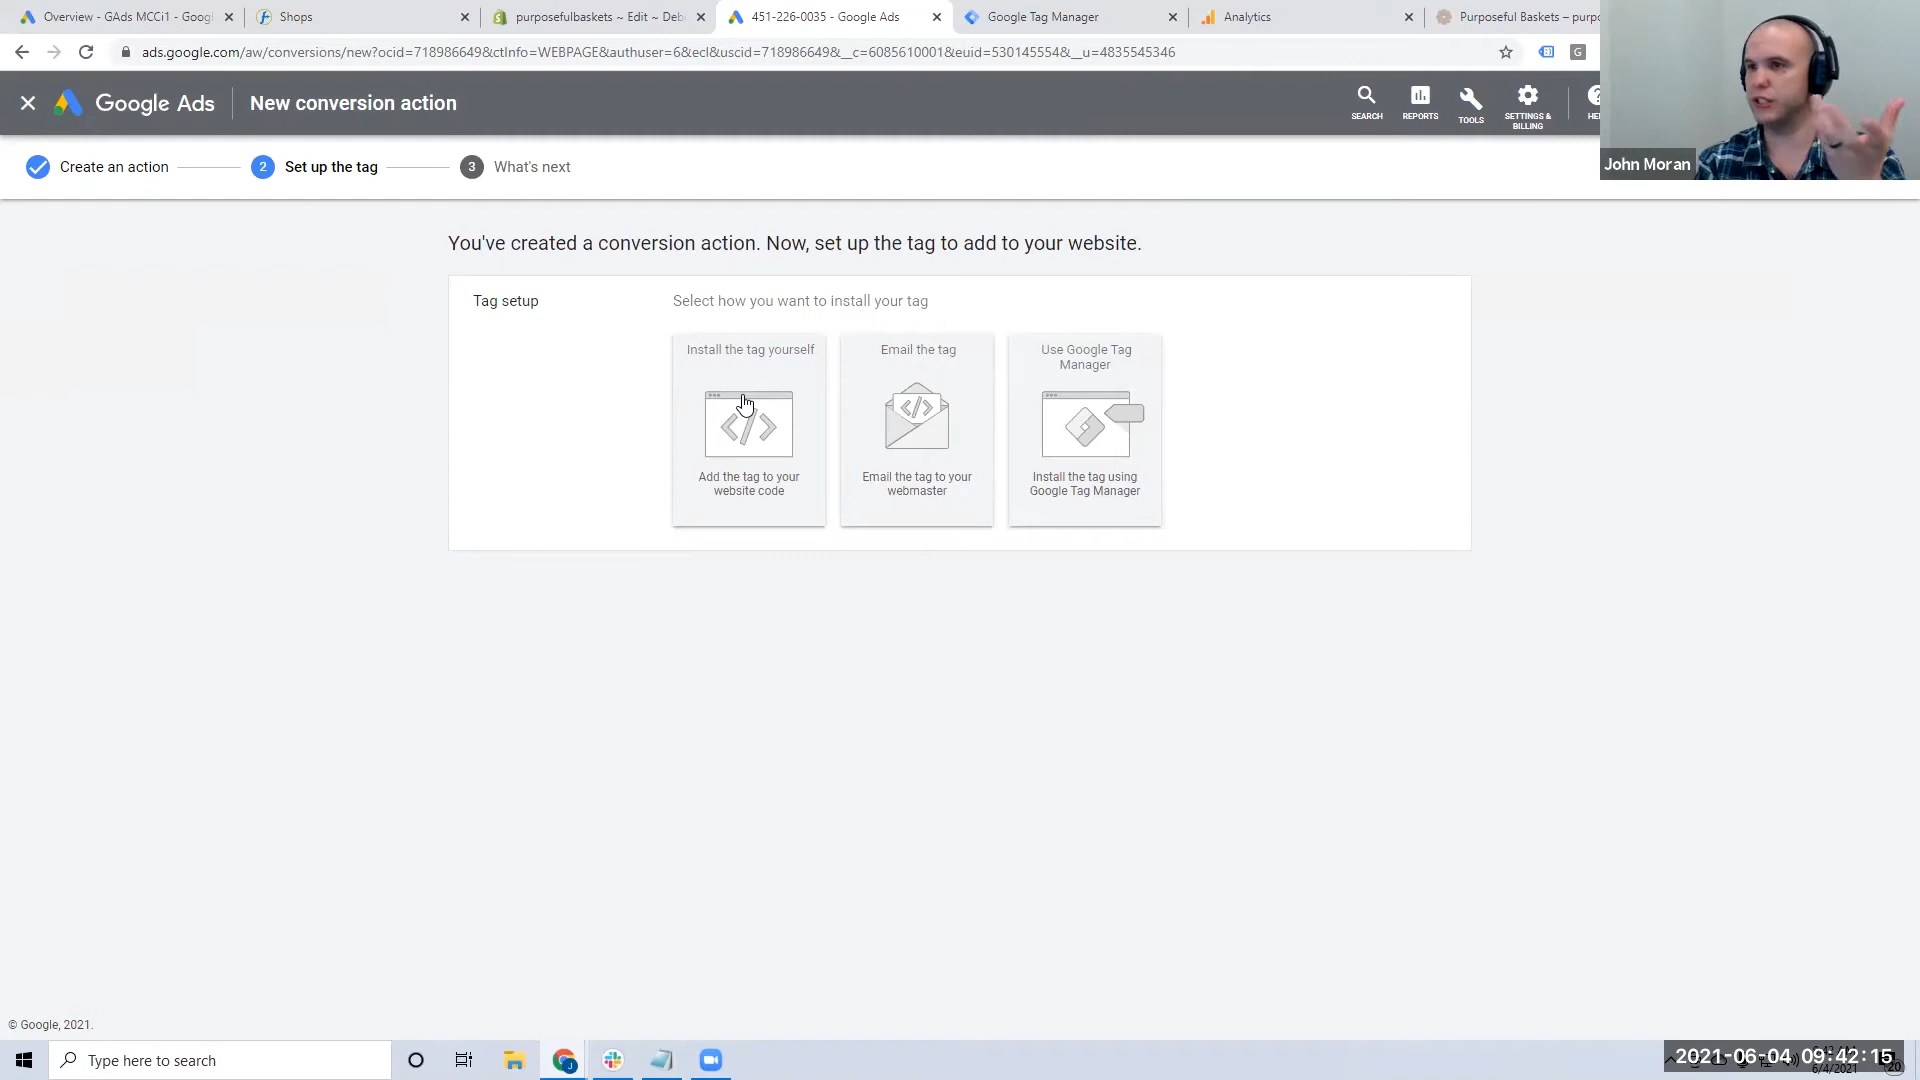 Overview - GAds MCCi1 - Googl
Shops
purposefulbaskets ~ Edit ~ Deb
451-226-0035 - Google Ads
Google Tag Manager
Analytics
Purposeful Baskets – purpo
ads.google.com/aw/conversions/new?ocid=718986649&ctInfo=WEBPAGE&authuser=6&ecl&uscid=718986649&__c=6085610001&euid=530145554&__u=4835545346
G
Google Ads
New conversion action
SEARCH
REPORTS
TOOLS
SETTINGS &
BILLING
HE
John Moran
Create an action
2
Set up the tag
3
What's next
You've created a conversion action. Now, set up the tag to add to your website.
Tag setup
Select how you want to install your tag
Install the tag yourself
Add the tag to your
website code
Email the tag
Email the tag to your
webmaster
Use Google Tag
Manager
Install the tag using
Google Tag Manager
© Google, 2021.
Type here to search
J
2021-06-04 09:42:15
6/4/2021
20